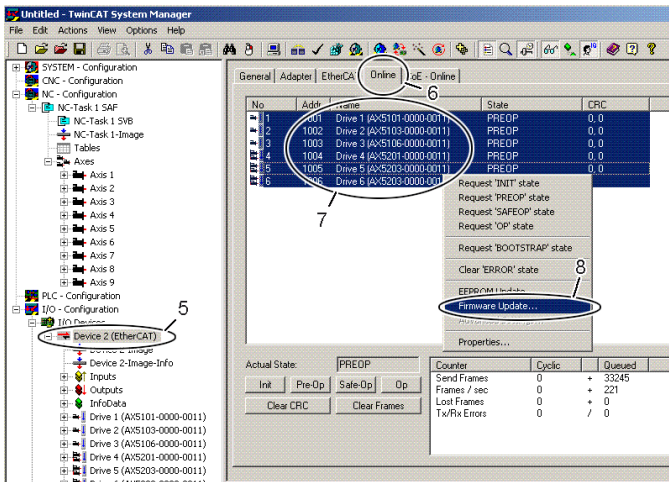 Untitled - TwinCAT System Manager
File Edit Actions View Options Help
SYSTEM - Configuration
CNC - Configuration
NC - Configuration
NC-Task 1 SAF
NC-Task 1 SVB
NC-Task 1-Image
Tables
Axes
Axis 1
Axis 2
Axis 3
Axis 4
Axis 5
Axis 6
Axis 7
Axis 8
Axis 9
PLC - Configuration
I/O - Configuration
I/O Devices
5
Device 2 (EtherCAT)
Device 2-Image
Device 2-Image-Info
Inputs
Outputs
InfoData
Drive 1 (AX5101-0000-0011)
Drive 2 (AX5103-0000-0011)
Drive 3 (AX5106-0000-0011)
Drive 4 (AX5201-0000-0011)
Drive 5 (AX5203-0000-0011)
General Adapter EtherCAT Online CoE - Online
6
No Addr Name State CRC
1 1001 Drive 1 (AX5101-0000-0011) PREOP 0, 0
2 1002 Drive 2 (AX5103-0000-0011) PREOP 0, 0
3 1003 Drive 3 (AX5106-0000-0011) PREOP 0, 0
4 1004 Drive 4 (AX5201-0000-0011) PREOP 0, 0
5 1005 Drive 5 (AX5203-0000-0011) PREOP 0, 0
6 1006 Drive 6 (AX5203-0000-001
7
Request 'INIT' state
Request 'PREOP' state
Request 'SAFEOP' state
Request 'OP' state
Request 'BOOTSTRAP' state
Clear 'ERROR' state
8
EEPROM Update
Firmware Update...
Properties...
Actual State: PREOP
Init Pre-Op Safe-Op Op
Clear CRC Clear Frames
Counter Cyclic Queued
Send Frames 0 + 33245
Frames / sec 0 + 221
Lost Frames 0 + 0
Tx/Rx Errors 0 / 0